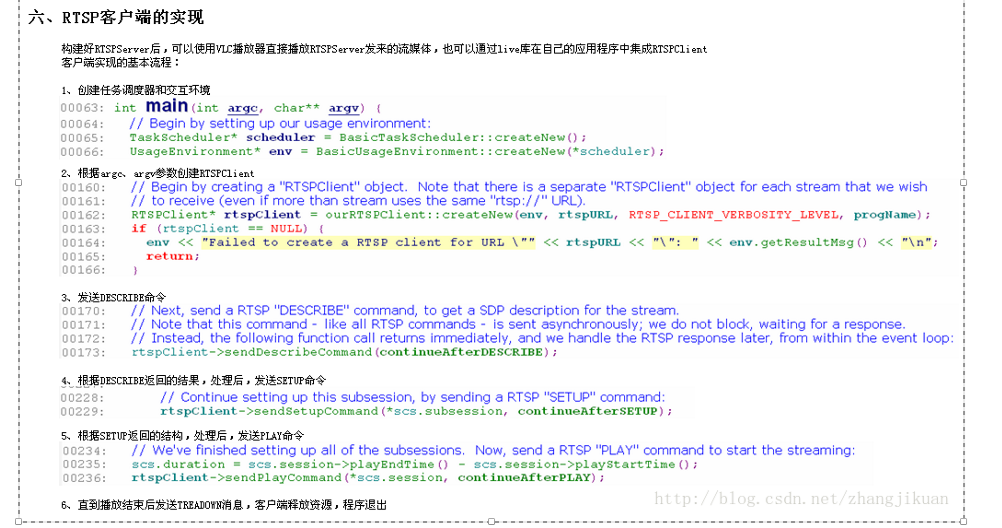 六、RTSP客户端的实现
构建好RTSPServer后，可以使用VLC播放器直接播放RTSPServer发来的流媒体，也可以通过live库在自己的应用程序中集成RTSPClient
客户端实现的基本流程：
1、创建任务调度器和交互环境
00063: int main(int argc, char** argv) {
00064:   // Begin by setting up our usage environment:
00065:   TaskScheduler* scheduler = BasicTaskScheduler::createNew();
00066:   UsageEnvironment* env = BasicUsageEnvironment::createNew(*scheduler);
2、根据argc、argv参数创建RTSPClient
00160:   // Begin by creating a "RTSPClient" object.  Note that there is a separate "RTSPClient" object for each stream that we wish
00161:   // to receive (even if more than stream uses the same "rtsp://" URL).
00162:   RTSPClient* rtspClient = ourRTSPClient::createNew(env, rtspURL, RTSP_CLIENT_VERBOSITY_LEVEL, progName);
00163:   if (rtspClient == NULL) {
00164:     env << "Failed to create a RTSP client for URL \"" << rtspURL << "\": " << env.getResultMsg() << "\n";
00165:     return;
00166:   }
3、发送DESCRIBE命令
00170:   // Next, send a RTSP "DESCRIBE" command, to get a SDP description for the stream.
00171:   // Note that this command - like all RTSP commands - is sent asynchronously; we do not block, waiting for a response.
00172:   // Instead, the following function call returns immediately, and we handle the RTSP response later, from within the event loop:
00173:   rtspClient->sendDescribeCommand(continueAfterDESCRIBE);
4、根据DESCRIBE返回的结果，处理后，发送SETUP命令
00228:       // Continue setting up this subsession, by sending a RTSP "SETUP" command:
00229:       rtspClient->sendSetupCommand(*scs.subsession, continueAfterSETUP);
5、根据SETUP返回的结构，处理后，发送PLAY命令
00234:   // We've finished setting up all of the subsessions.  Now, send a RTSP "PLAY" command to start the streaming:
00235:   scs.duration = scs.session->playEndTime() - scs.session->playStartTime();
00236:   rtspClient->sendPlayCommand(*scs.session, continueAfterPLAY);
6、直到播放结束后发送TREADOWN消息，客户端释放资源，程序退出
http://blog.csdn.net/zhangjikuan